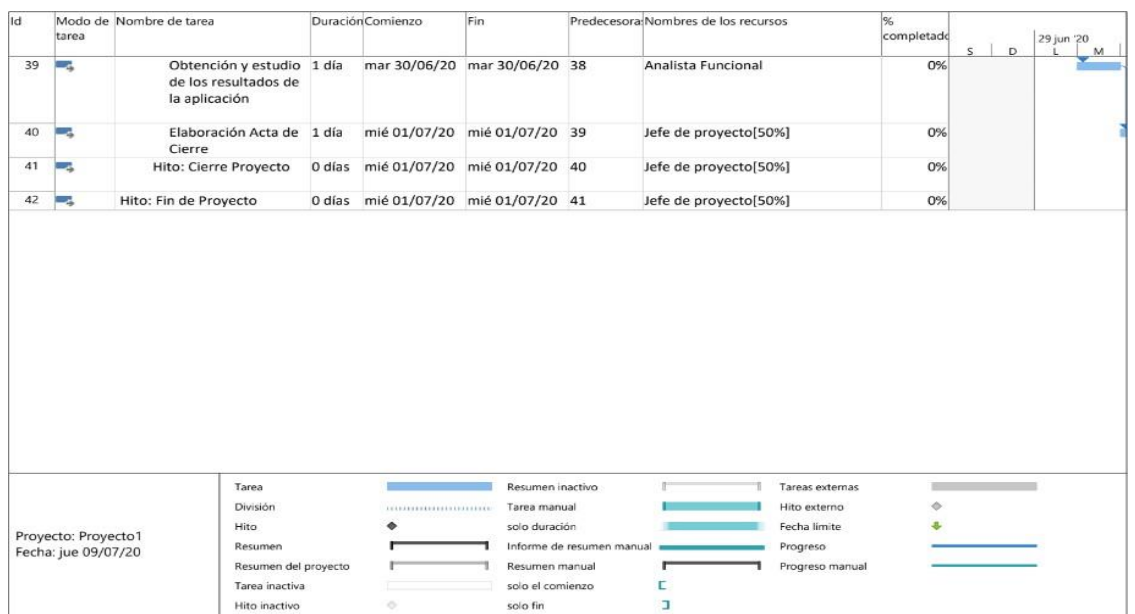 Id Modo de tarea Nombre de tarea Duración Comienzo Fin Predecesoras Nombres de los recursos % completado
29 jun '20
S D L M
39 Obtención y estudio de los resultados de la aplicación 1 día mar 30/06/20 mar 30/06/20 38 Analista Funcional 0%
40 Elaboración Acta de Cierre 1 día mié 01/07/20 mié 01/07/20 39 Jefe de proyecto[50%] 0%
41 Hito: Cierre Proyecto 0 días mié 01/07/20 mié 01/07/20 40 Jefe de proyecto[50%] 0%
42 Hito: Fin de Proyecto 0 días mié 01/07/20 mié 01/07/20 41 Jefe de proyecto[50%] 0%
Proyecto: Proyecto1
Fecha: jue 09/07/20
Tarea Resumen inactivo Tareas externas
División Tarea manual Hito externo
Hito solo duración Fecha límite
Resumen Informe de resumen manual Progreso
Resumen del proyecto Resumen manual Progreso manual
Tarea inactiva solo el comienzo
Hito inactivo solo fin